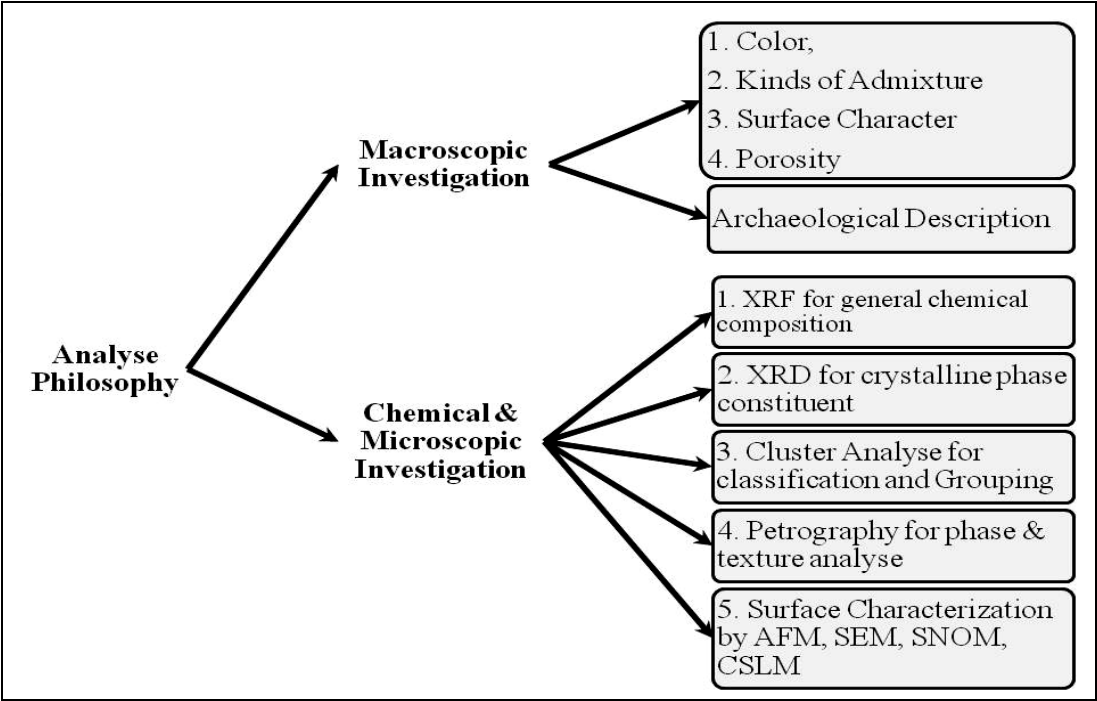 Analyse
Philosophy
Macroscopic
Investigation
1. Color,
2. Kinds of Admixture
3. Surface Character
4. Porosity
Archaeological Description
Chemical &
Microscopic
Investigation
1. XRF for general chemical
composition
2. XRD for crystalline phase
constituent
3. Cluster Analyse for
classification and Grouping
4. Petrography for phase &
texture analyse
5. Surface Characterization
by AFM, SEM, SNOM,
CSLM